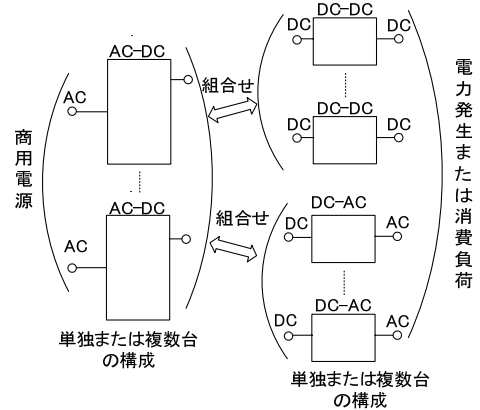 商用電源
AC-DC
AC
AC-DC
AC
単独または複数台
の構成
組合せ
組合せ
DC-DC
DC
DC
DC-DC
DC
DC
DC-AC
DC
AC
DC-AC
DC
AC
単独または複数台
の構成
電力発生または消費負荷